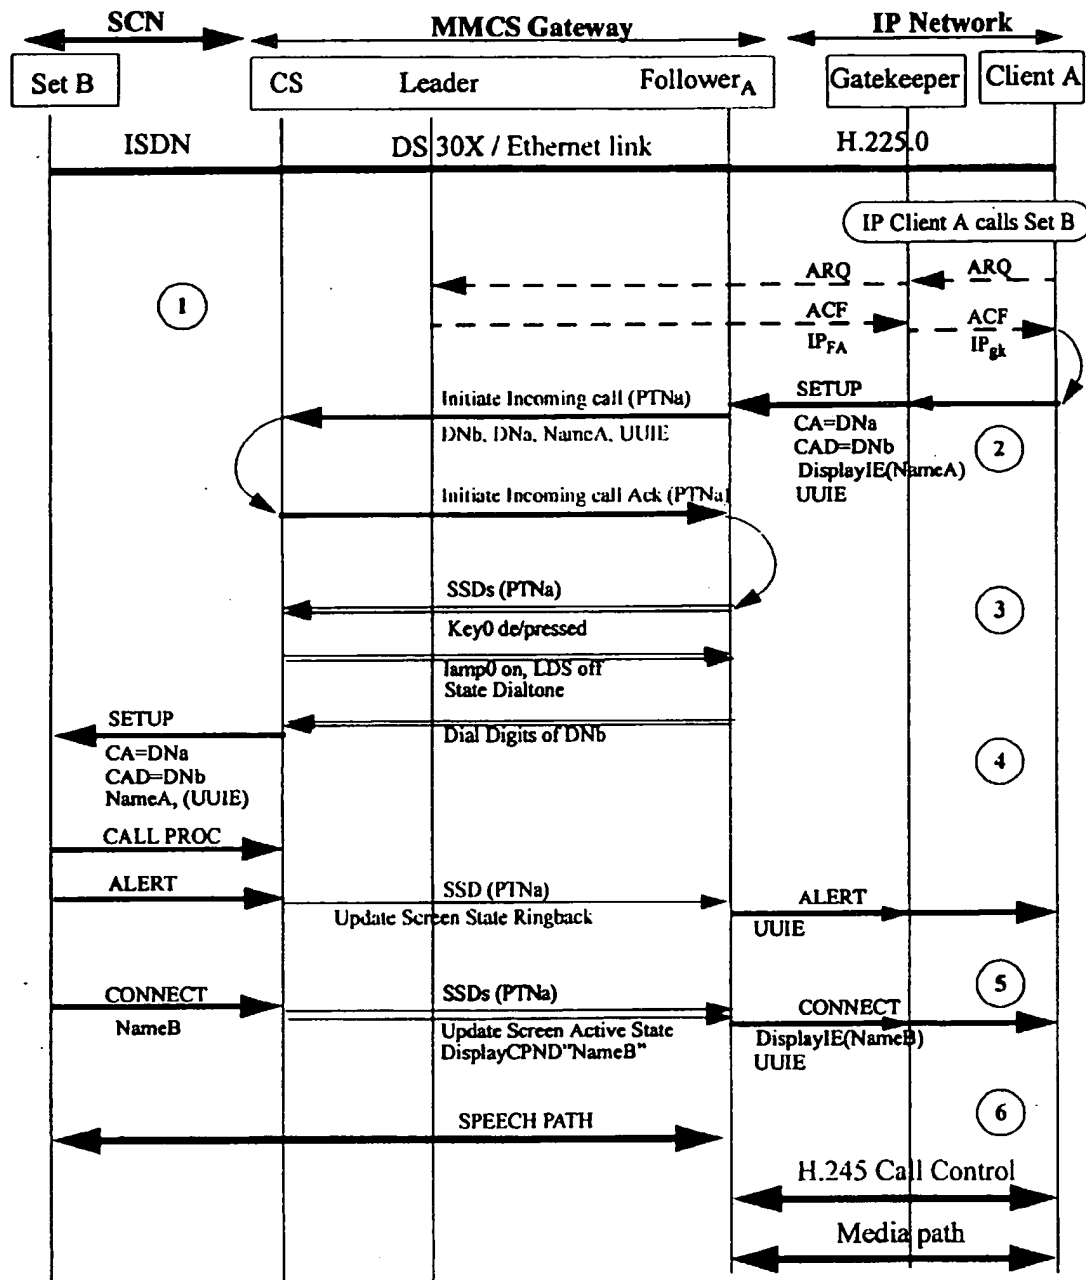 SCN MMCS Gateway IP Network
Set B CS Leader FollowerA Gatekeeper Client A
ISDN DS 30X / Ethernet link H.225.0
IP Client A calls Set B
ARQ ARQ
1
ACF ACF
IPFA IPgk
Initiate Incoming call (PTNa) SETUP
DNb, DNa, NameA, UUIE CA=DNa
CAD=DNb 2
DisplayIE(NameA)
Initiate Incoming call Ack (PTNa) UUIE
SSDs (PTNa) 3
Key0 de/pressed
lamp0 on, LDS off
State Dialtone
SETUP
Dial Digits of DNb
CA=DNa 4
CAD=DNb
NameA, (UUIE)
CALL PROC
ALERT SSD (PTNa) ALERT
Update Screen State Ringback UUIE
5
CONNECT SSDs (PTNa) CONNECT
NameB Update Screen Active State DisplayIE(NameB)
DisplayCPND"NameB" UUIE
6
SPEECH PATH
H.245 Call Control
Media path